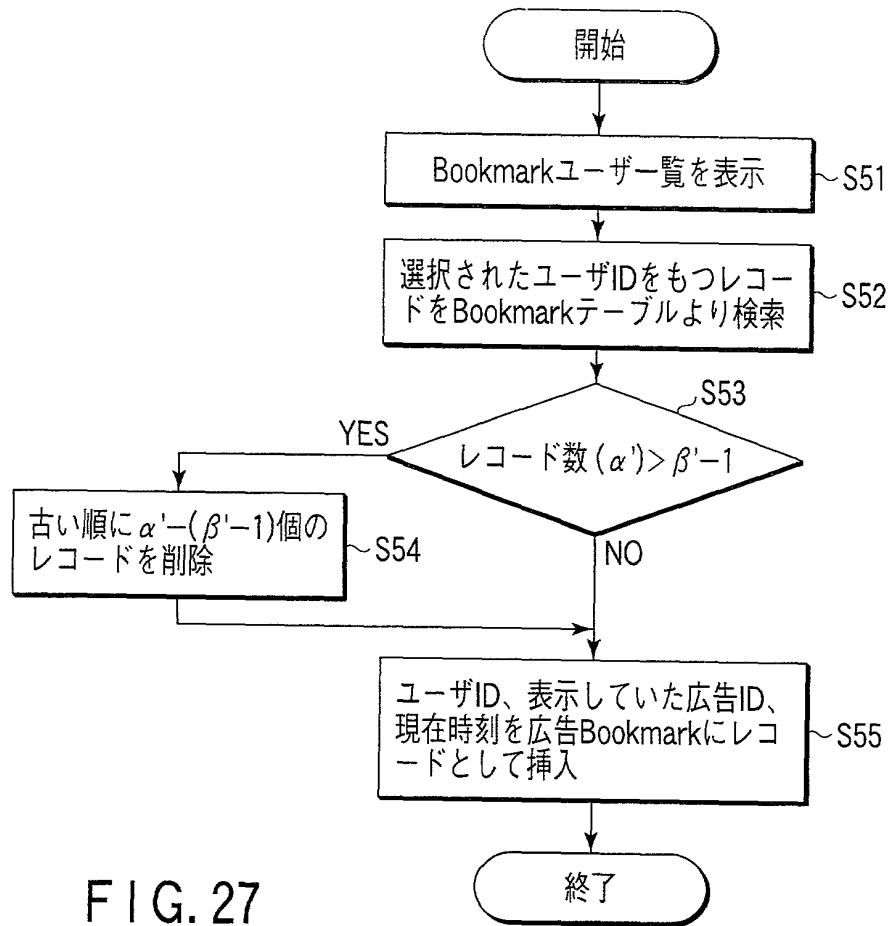 開始
Bookmarkユーザ一覧を表示
S51
選択されたユーザIDをもつレコー
ドをBookmarkテーブルより検索
S52
S53
レコード数(α')>β'-1
YES
NO
古い順にα'-(β'-1)個の
レコードを削除
S54
ユーザID、表示していた広告ID、
現在時刻を広告Bookmarkにレコ
ードとして挿入
S55
終了
FIG. 27